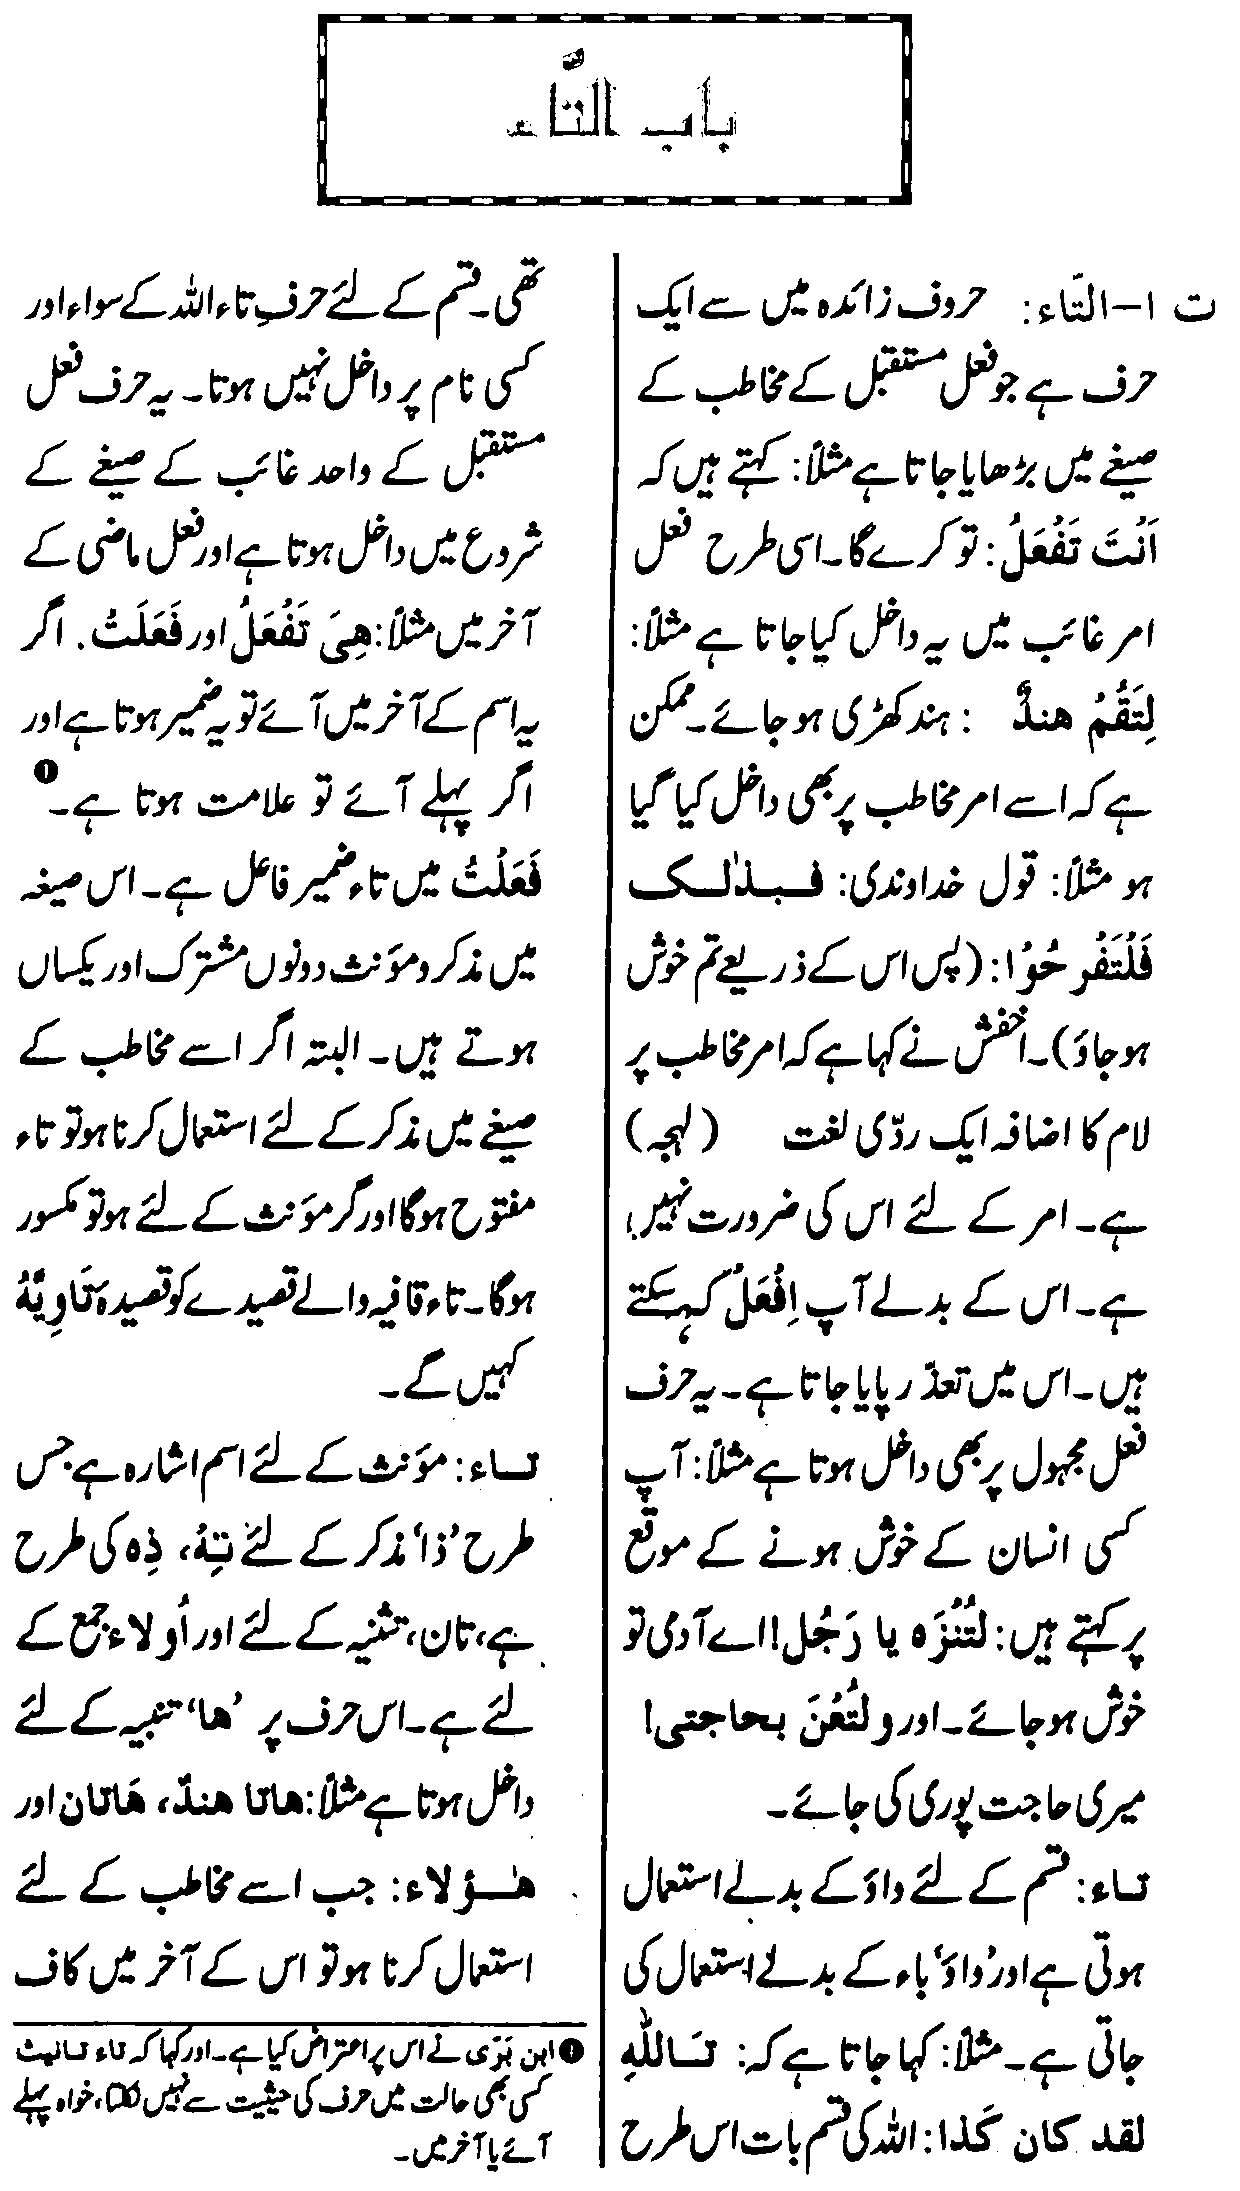 باب التَّاء
ت ا–التَّاء: حروف زائدہ میں سے ایک
حرف ہے جو فعل مستقبل کے مخاطب کے
صیغے میں بڑھایا جاتا ہے مثلاً: کہتے ہیں کہ
اَنْتَ تَفْعَلُ: تو کرے گا۔ اسی طرح فعل
امر غائب میں یہ داخل کیا جاتا ہے مثلاً:
لِتَقُمْ هندٌ : ہند کھڑی ہو جائے۔ ممکن
ہے کہ اسے امر مخاطب پر بھی داخل کیا گیا
ہو مثلاً: قول خداوندی: فبذٰلک
فَلْتَفْرحُوْا: (پس اس کے ذریعے تم خوش
ہو جاؤ)۔ اخفش نے کہا ہے کہ امر مخاطب پر
لام کا اضافہ ایک ردّی لغت (لہجہ)
ہے۔ امر کے لئے اس کی ضرورت نہیں
ہے۔ اس کے بدلے آپ اِفْعَلْ کہہ سکتے
ہیں۔ اس میں تعذّر پایا جاتا ہے۔ یہ حرف
فعل مجہول پر بھی داخل ہوتا ہے مثلاً: آپ
کسی انسان کے خوش ہونے کے موقع
پر کہتے ہیں: لتُنْزَه یا رَجُل! اے آدمی تو
خوش ہو جائے۔ اور ولتُعْنَ بحاجتی!
میری حاجت پوری کی جائے۔
تاء: قسم کے لئے واؤ کے بدلے استعمال
ہوتی ہے اور 'واؤ' باء کے بدلے استعمال کی
جاتی ہے۔ مثلاً: کہا جاتا ہے کہ: تَاللّٰهِ
لقد کان کَذا: اللہ کی قسم بات اس طرح
تھی۔ قسم کے لئے حرفِ تاء اللہ کے سواء اور
کسی نام پر داخل نہیں ہوتا۔ یہ حرف فعل
مستقبل کے واحد غائب کے صیغے کے
شروع میں داخل ہوتا ہے اور فعل ماضی کے
آخر میں مثلاً: هِیَ تَفْعَلُ اور فَعَلَتْ. اگر
یہ اسم کے آخر میں آئے تو یہ ضمیر ہوتا ہے اور
اگر پہلے آئے تو علامت ہوتا ہے۔ ❶
فَعَلْتُ میں تاء ضمیر فاعل ہے۔ اس صیغہ
میں مذکر و مؤنث دونوں مشترک اور یکساں
ہوتے ہیں۔ البتہ اگر اسے مخاطب کے
صیغے میں مذکر کے لئے استعمال کرنا ہو تو تاء
مفتوح ہوگا اور گر مؤنث کے لئے ہو تو مکسور
ہوگا۔ تاء قافیہ والے قصیدے کو قصیدہ تَاوِیَّةٌ
کہیں گے۔
تاء: مؤنث کے لئے اسم اشارہ ہے جس
طرح 'ذا' مذکر کے لئے تِهْ، ذِه کی طرح
ہے، تان، تثنیہ کے لئے اور اُولاء جمع کے
لئے ہے۔ اس حرف پر 'ها' تنبیہ کے لئے
داخل ہوتا ہے مثلاً: هاتا هندٌ، هَاتان اور
هٰؤلاء: جب اسے مخاطب کے لئے
استعمال کرنا ہو تو اس کے آخر میں کاف
❶ ابن بَرّی نے اس پر اعتراض کیا ہے۔ اور کہا کہ تاء تانیث
کسی بھی حالت میں حرف کی حیثیت سے نہیں، خواہ پہلے
آئے یا آخر میں۔